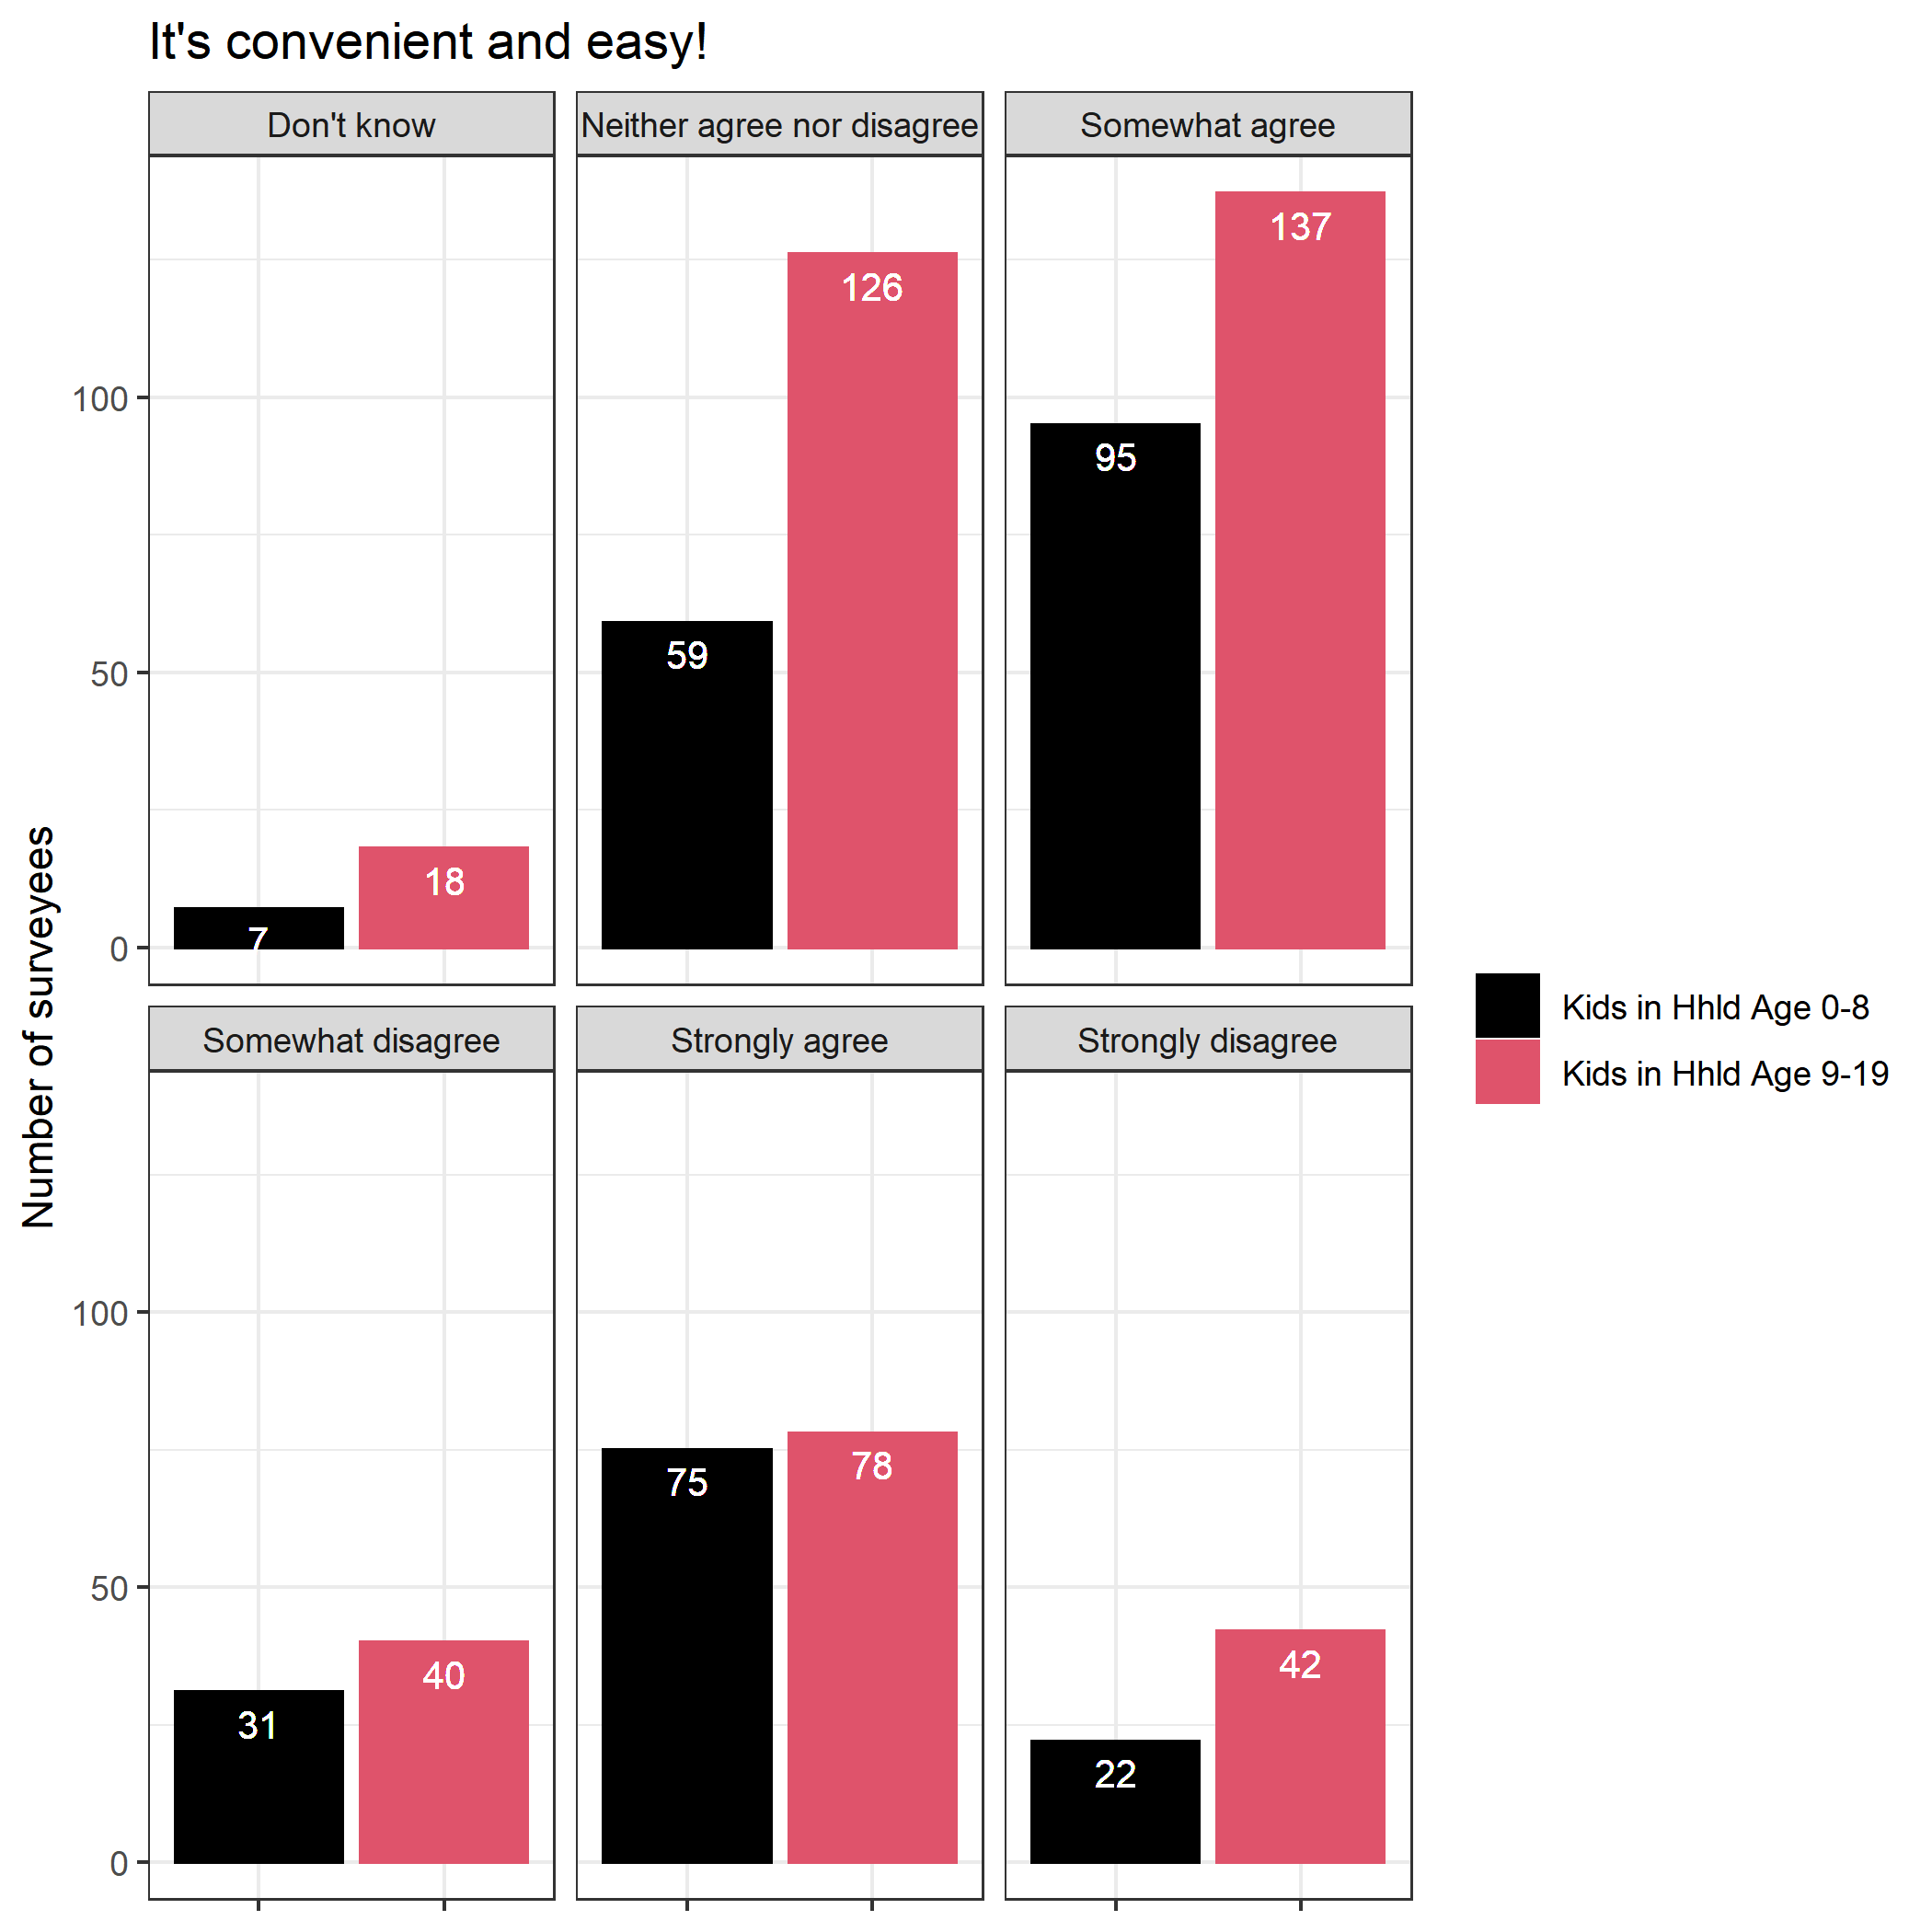 It's convenient and easy!
Don't know
Neither agree nor disagree
Somewhat agree
100
50
0
7
18
59
126
95
137
Number of surveyees
Somewhat disagree
Strongly agree
Strongly disagree
100
50
0
31
40
75
78
22
42
Kids in Hhld Age 0-8
Kids in Hhld Age 9-19